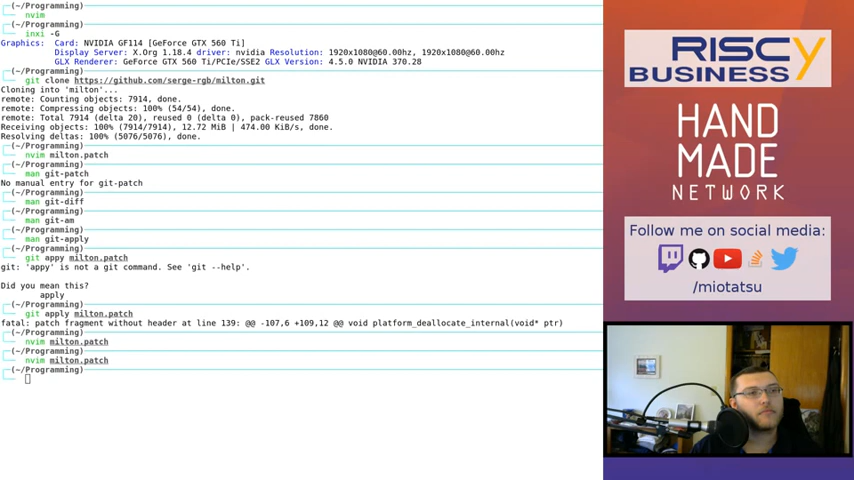 (~/Programming)
nvim
(~/Programming)
inxi -G
Graphics: Card: NVIDIA GF114 [GeForce GTX 560 Ti]
Display Server: X.Org 1.18.4 driver: nvidia Resolution: 1920x1080@60.00hz, 1920x1080@60.00hz
GLX Renderer: GeForce GTX 560 Ti/PCIe/SSE2 GLX Version: 4.5.0 NVIDIA 370.28
(~/Programming)
git clone https://github.com/serge-rgb/milton.git
Cloning into 'milton'...
remote: Counting objects: 7914, done.
remote: Compressing objects: 100% (54/54), done.
remote: Total 7914 (delta 20), reused 0 (delta 0), pack-reused 7860
Receiving objects: 100% (7914/7914), 12.72 MiB | 474.00 KiB/s, done.
Resolving deltas: 100% (5076/5076), done.
(~/Programming)
nvim milton.patch
(~/Programming)
man git-patch
No manual entry for git-patch
(~/Programming)
man git-diff
(~/Programming)
man git-am
(~/Programming)
man git-apply
(~/Programming)
git appy milton.patch
git: 'appy' is not a git command. See 'git --help'.
Did you mean this?
apply
(~/Programming)
git apply milton.patch
fatal: patch fragment without header at line 139: @@ -107,6 +109,12 @@ void platform_deallocate_internal(void* ptr)
(~/Programming)
nvim milton.patch
(~/Programming)
nvim milton.patch
(~/Programming)
RISCY
BUSINESS
HAND
MADE
NETWORK
Follow me on social media:
/miotatsu